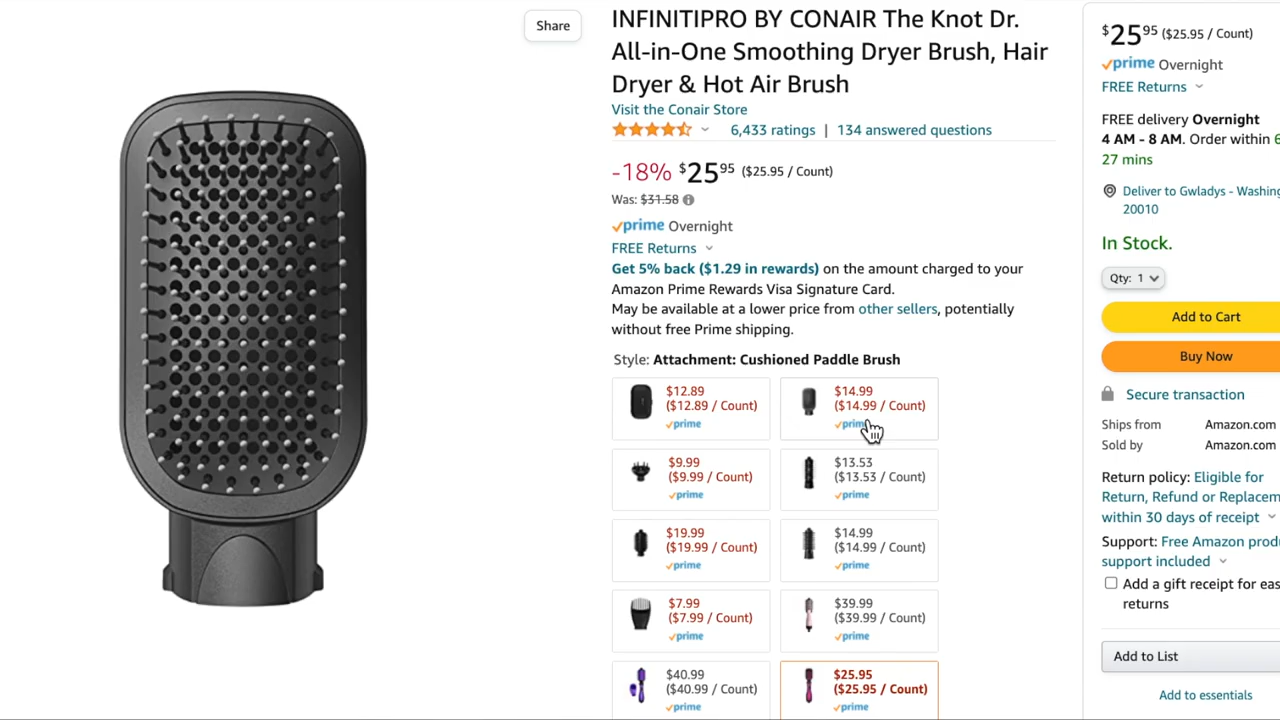 Share
INFINITIPRO BY CONAIR The Knot Dr.
All-in-One Smoothing Dryer Brush, Hair
Dryer & Hot Air Brush
Visit the Conair Store
6,433 ratings | 134 answered questions
-18% $25 95 ($25.95 / Count)
Was: $31.58
prime Overnight
FREE Returns
Get 5% back ($1.29 in rewards) on the amount charged to your
Amazon Prime Rewards Visa Signature Card.
May be available at a lower price from other sellers, potentially
without free Prime shipping.
Style: Attachment: Cushioned Paddle Brush
$12.89
($12.89 / Count)
prime
$14.99
($14.99 / Count)
prime
$9.99
($9.99 / Count)
prime
$13.53
($13.53 / Count)
prime
$19.99
($19.99 / Count)
prime
$14.99
($14.99 / Count)
prime
$7.99
($7.99 / Count)
prime
$39.99
($39.99 / Count)
prime
$40.99
($40.99 / Count)
prime
$25.95
($25.95 / Count)
prime
$25 95 ($25.95 / Count)
prime Overnight
FREE Returns
FREE delivery Overnight
4 AM - 8 AM. Order within 6
27 mins
Deliver to Gwladys - Washing
20010
In Stock.
Qty: 1
Add to Cart
Buy Now
Secure transaction
Ships from Amazon.com
Sold by Amazon.com
Return policy: Eligible for
Return, Refund or Replacem
within 30 days of receipt
Support: Free Amazon prod
support included
Add a gift receipt for eas
returns
Add to List
Add to essentials